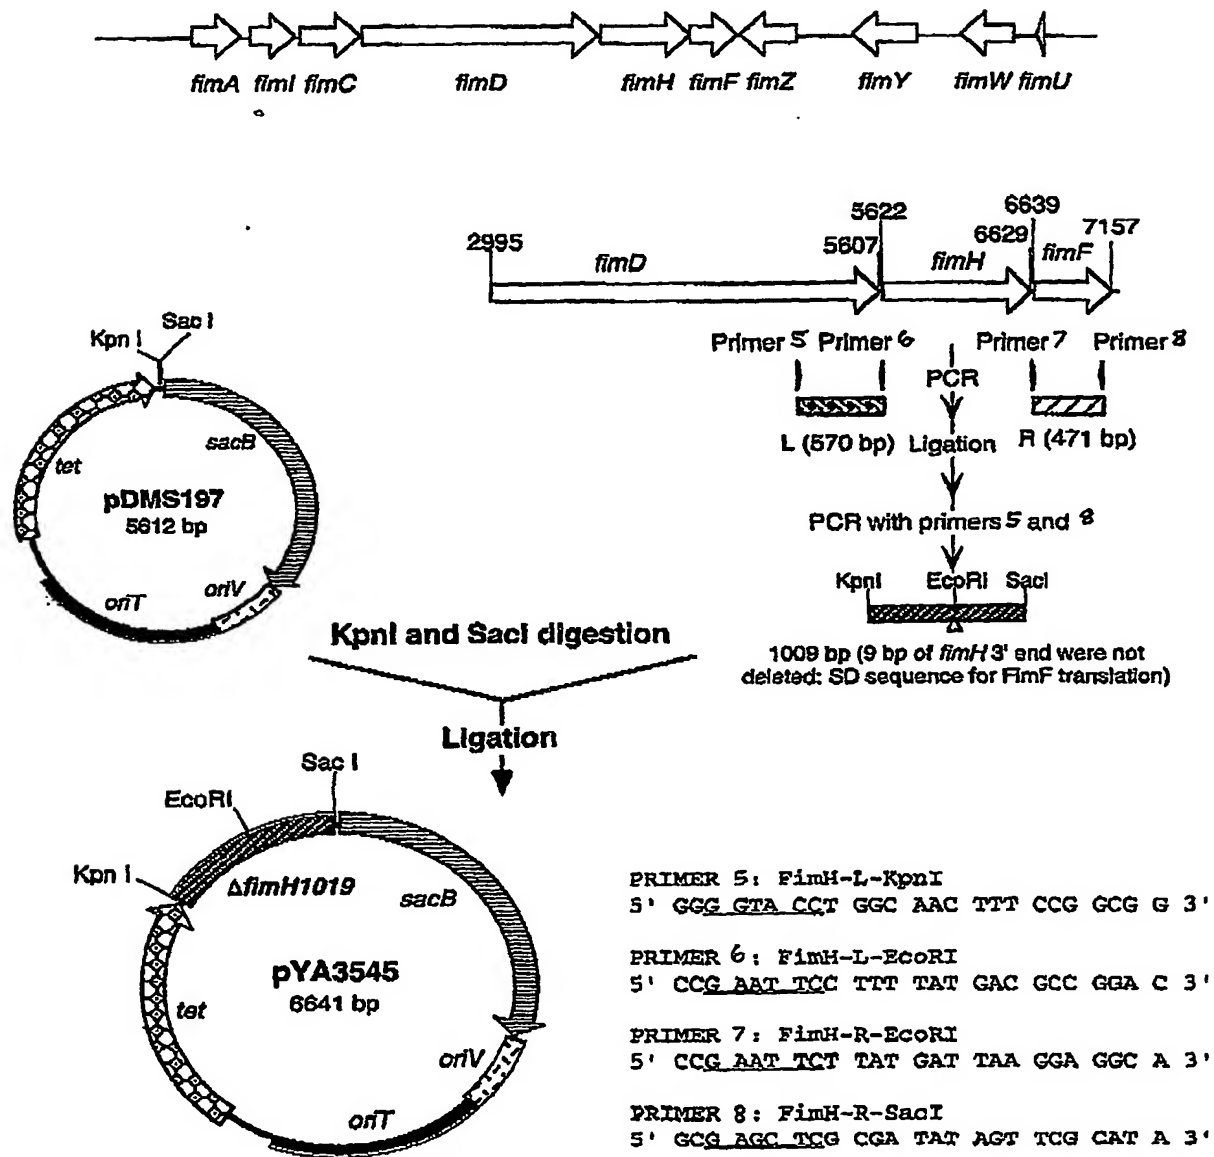 fimA fimI fimC fimD fimH fimF fimZ fimY fimW fimU
5622
6639
2995
5607
6629
7157
fimD
fimH
fimF
Primer 5 Primer 6
Primer 7
Primer 8
PCR
L (570 bp)
Ligation
R (471 bp)
PCR with primers 5 and 8
KpnI EcoRI SacI
1009 bp (9 bp of fimH 3' end were not
deleted: SD sequence for FimF translation)
Kpn I
Sac I
sacB
tet
pDMS197
5612 bp
oriV
oriT
KpnI and SacI digestion
Ligation
Sac I
EcoRI
Kpn I
ΔfimH1019
sacB
pYA3545
6641 bp
tet
oriV
oriT
PRIMER 5: FimH-L-KpnI
5' GGG GTA CCT GGC AAC TTT CCG GCG G 3'
PRIMER 6: FimH-L-EcoRI
5' CCG AAT TCC TTT TAT GAC GCC GGA C 3'
PRIMER 7: FimH-R-EcoRI
5' CCG AAT TCT TAT GAT TAA GGA GGC A 3'
PRIMER 8: FimH-R-SacI
5' GCG AGC TCG CGA TAT AGT TCG CAT A 3'